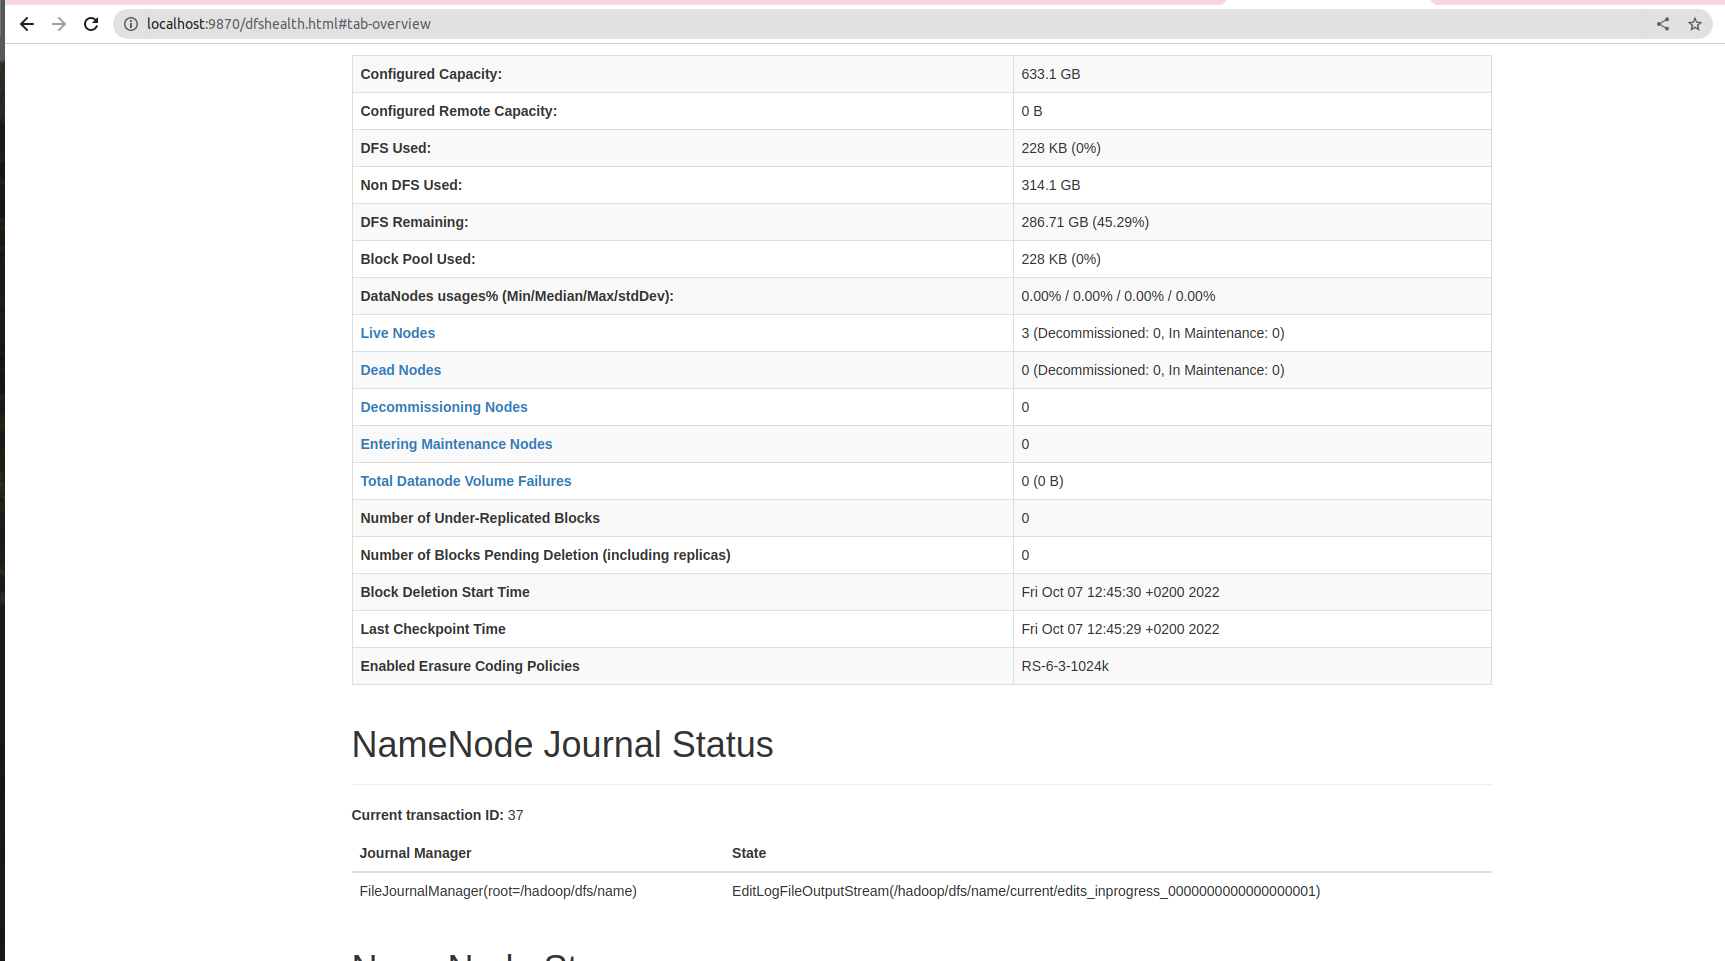 localhost:9870/dfshealth.html#tab-overview
Configured Capacity: 633.1 GB
Configured Remote Capacity: 0 B
DFS Used: 228 KB (0%)
Non DFS Used: 314.1 GB
DFS Remaining: 286.71 GB (45.29%)
Block Pool Used: 228 KB (0%)
DataNodes usages% (Min/Median/Max/stdDev): 0.00% / 0.00% / 0.00% / 0.00%
Live Nodes 3 (Decommissioned: 0, In Maintenance: 0)
Dead Nodes 0 (Decommissioned: 0, In Maintenance: 0)
Decommissioning Nodes 0
Entering Maintenance Nodes 0
Total Datanode Volume Failures 0 (0 B)
Number of Under-Replicated Blocks 0
Number of Blocks Pending Deletion (including replicas) 0
Block Deletion Start Time Fri Oct 07 12:45:30 +0200 2022
Last Checkpoint Time Fri Oct 07 12:45:29 +0200 2022
Enabled Erasure Coding Policies RS-6-3-1024k
NameNode Journal Status
Current transaction ID: 37
Journal Manager State
FileJournalManager(root=/hadoop/dfs/name) EditLogFileOutputStream(/hadoop/dfs/name/current/edits_inprogress_0000000000000000001)